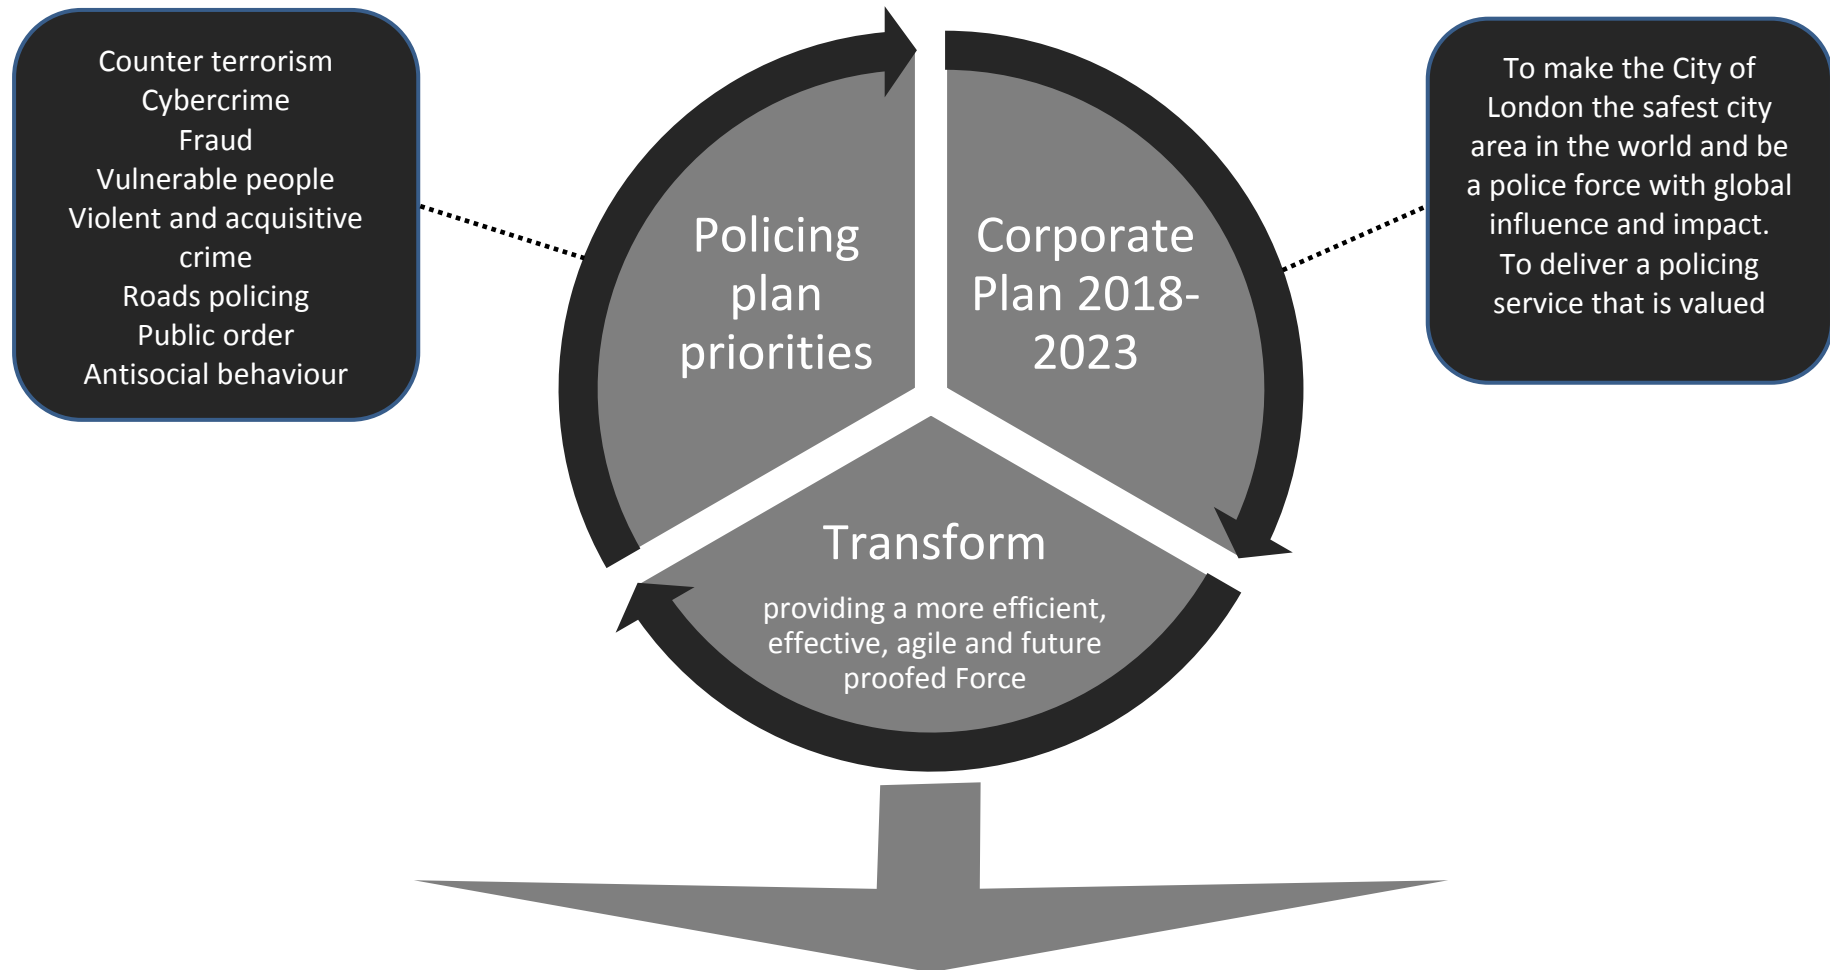 Counter terrorism
Cybercrime
Fraud
Vulnerable people
Violent and acquisitive
crime
Roads policing
Public order
Antisocial behaviour
Policing
plan
priorities
Corporate
Plan 2018-
2023
To make the City of
London the safest city
area in the world and be
a police force with global
influence and impact.
To deliver a policing
service that is valued
Transform
providing a more efficient,
effective, agile and future
proofed Force